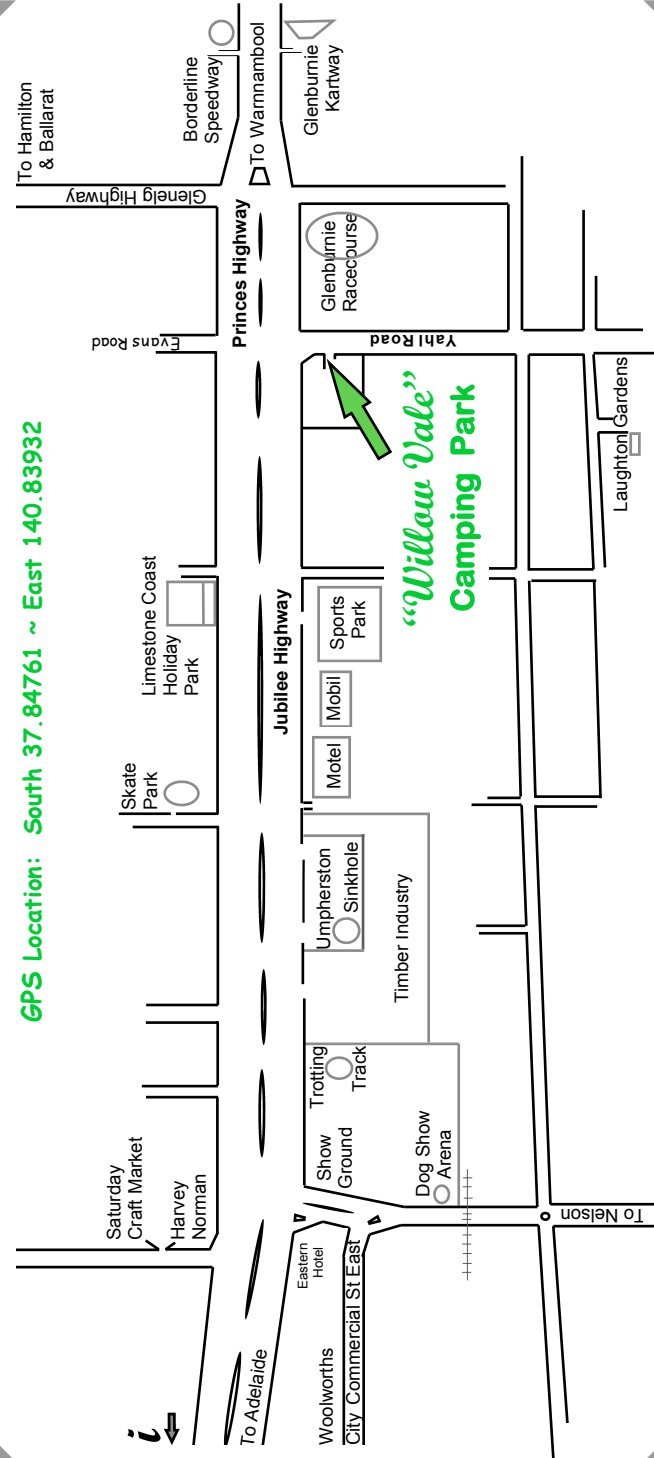 GPS Location: South 37.84761 ~ East 140.83932
i
Saturday
Craft Market
Harvey
Norman
Skate
Park
Limestone Coast
Holiday
Park
Evans Road
Glenelg Highway
To Hamilton
& Ballarat
Borderline
Speedway
To Adelaide
Jubilee Highway
Princes Highway
To Warnnambool
Glenburnie
Kartway
Woolworths
City Commercial St East
Eastern
Hotel
Show
Ground
Trotting
Track
Umpherston
Sinkhole
Timber Industry
Motel
Mobil
Sports
Park
Yahl Road
Glenburnie
Racecourse
“Willow Vale”
Camping Park
Dog Show
Arena
To Nelson
Laughton Gardens